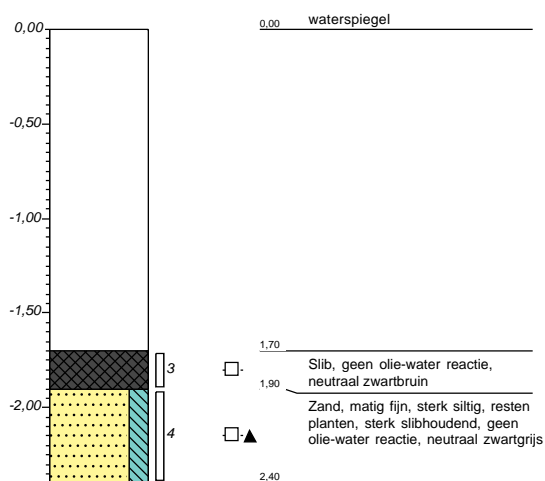 0,00
0,00
waterspiegel
-0,50
-1,00
-1,50
1,70
3
Slib, geen olie-water reactie,
neutraal zwartbruin
1,90
-2,00
4
Zand, matig fijn, sterk siltig, resten
planten, sterk slibhoudend, geen
olie-water reactie, neutraal zwartgrijs
2,40